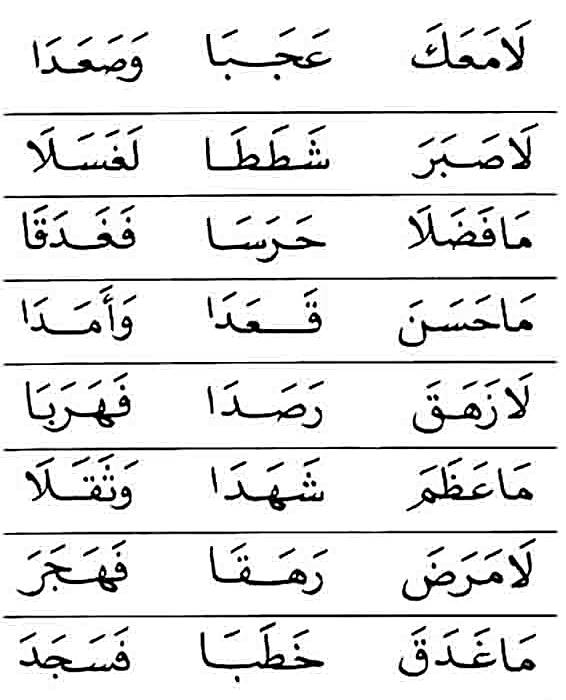 لَامَعَكَ عَجَبَا وَصَعَدَا
لَاصَبَرَ شَطَطَا لَغَسَلَا
مَافَضَلَا حَرَسَا فَغَدَقَا
مَاحَسَنَ قَعَدَا وَأَمَدَا
لَازَهَقَ رَصَدَا فَهَرَبَا
مَاعَظَمَ شَهَدَا وَثَقَلَا
لَامَرَضَ رَهَقَا فَهَجَرَ
مَاغَدَقَ خَطَبَا فَسَجَدَ